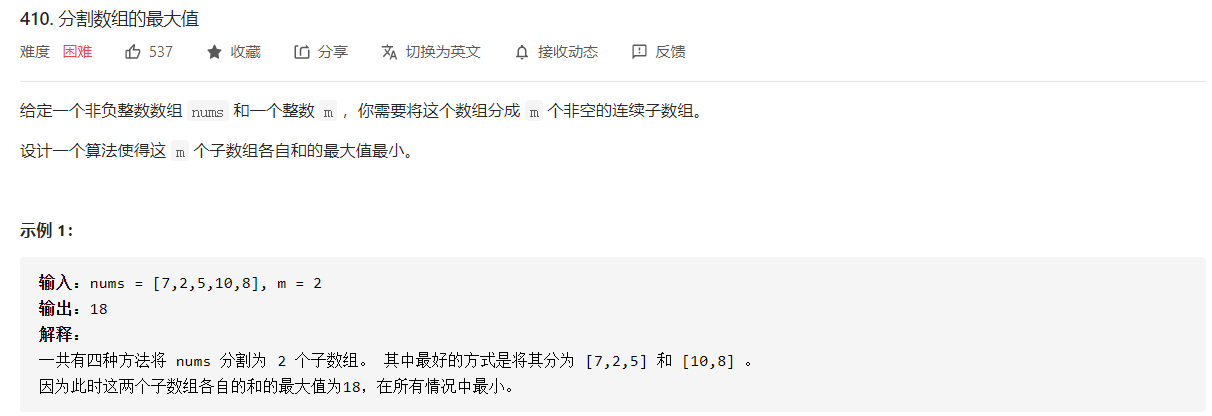 410. 分割数组的最大值
难度 困难 537 收藏 分享 切换为英文 接收动态 反馈
给定一个非负整数数组 nums 和一个整数 m ，你需要将这个数组分成 m 个非空的连续子数组。
设计一个算法使得这 m 个子数组各自和的最大值最小。
示例 1：
输入：nums = [7,2,5,10,8], m = 2
输出：18
解释：
一共有四种方法将 nums 分割为 2 个子数组。 其中最好的方式是将其分为 [7,2,5] 和 [10,8] 。
因为此时这两个子数组各自的和的最大值为18，在所有情况中最小。